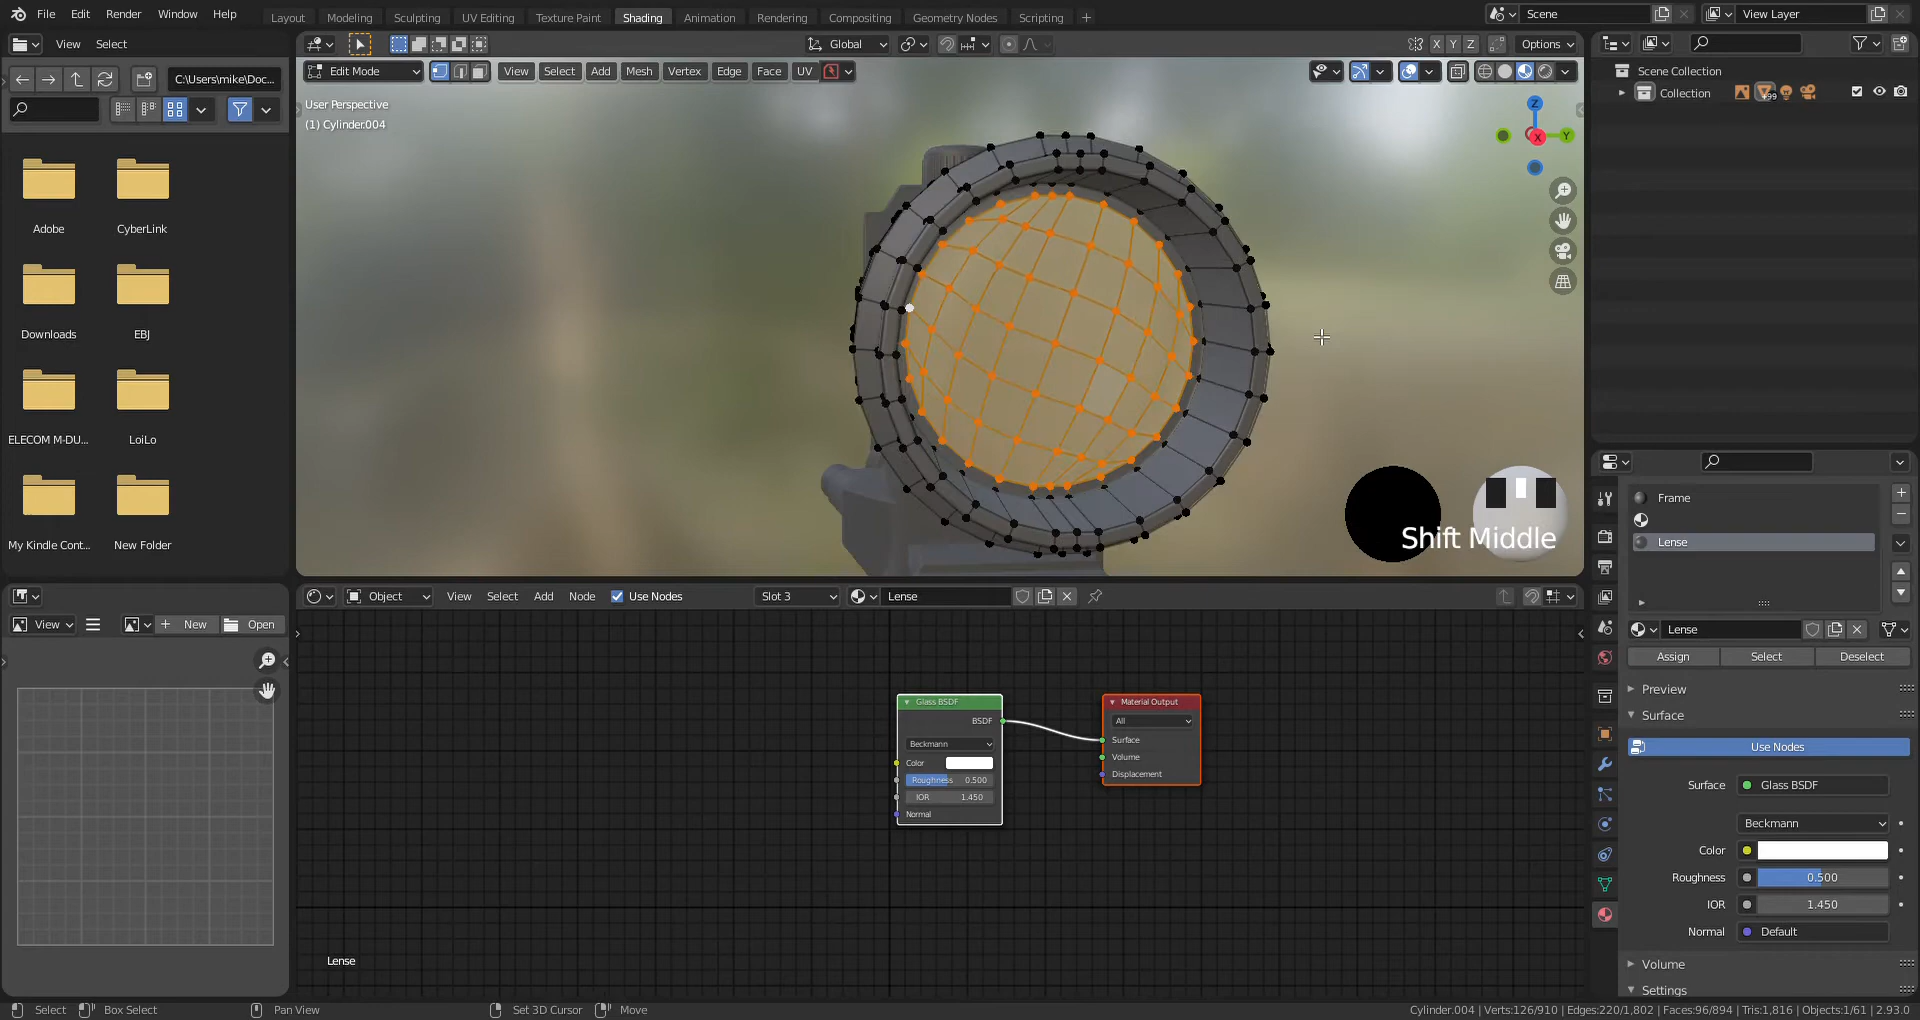 File Edit Render Window Help Layout Modeling Sculpting UV Editing Texture Paint Shading Animation Rendering Compositing Geometry Nodes Scripting + Scene View Layer
View Select Global X Y Z Options
C:\Users\mike\Doc... Edit Mode View Select Add Mesh Vertex Edge Face UV Scene Collection
Collection +99
User Perspective
(1) Cylinder.004
Z
Y
X
Adobe CyberLink
Downloads EBJ
ELECOM M-DU... LoiLo
My Kindle Cont... New Folder
Shift Middle
Frame
Lense
Object View Select Add Node Use Nodes Slot 3 Lense
View New Open
Lense
Assign Select Deselect
Preview
Surface
Use Nodes
Surface Glass BSDF
Beckmann
Color
Roughness 0.500
IOR 1.450
Normal Default
Volume
Settings
Glass BSDF
BSDF
Beckmann
Color
Roughness 0.500
IOR 1.450
Normal
Material Output
All
Surface
Volume
Displacement
Lense
Select Box Select Pan View Set 3D Cursor Move Cylinder.004 | Verts:126/910 | Edges:220/1,802 | Faces:96/894 | Tris:1,816 | Objects:1/61 | 2.93.0